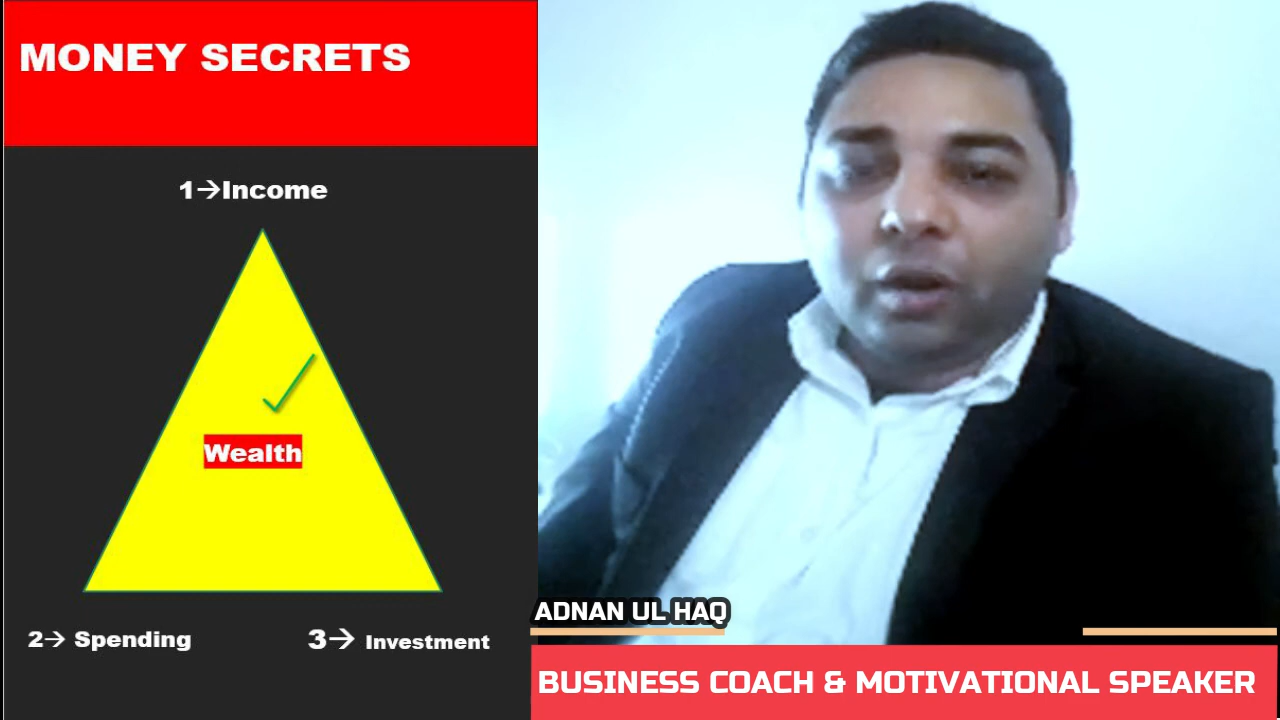 MONEY SECRETS
1→Income
Wealth
2→ Spending
3→ Investment
ADNAN UL HAQ
BUSINESS COACH & MOTIVATIONAL SPEAKER